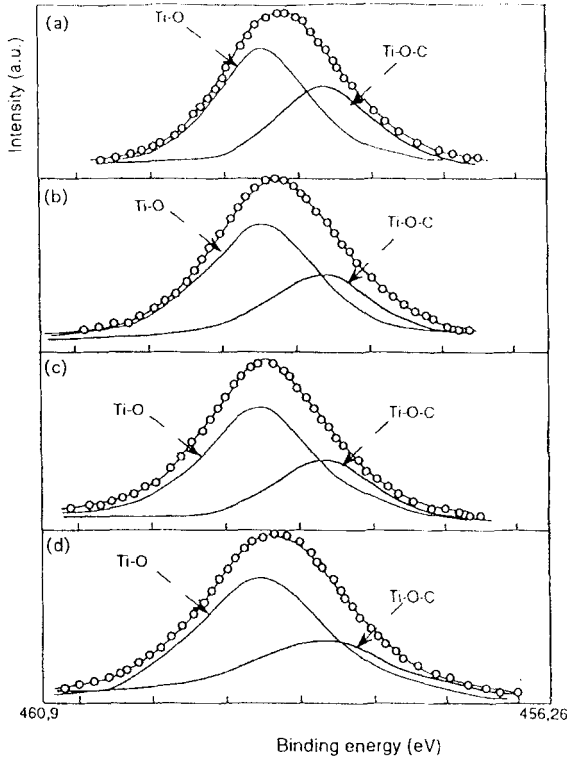 (a)
Ti-O
Ti-O-C
Intensity (a.u.)
(b)
Ti-O
Ti-O-C
(c)
Ti-O
Ti-O-C
(d)
Ti-O
Ti-O-C
460,9
456,26
Binding energy (eV)